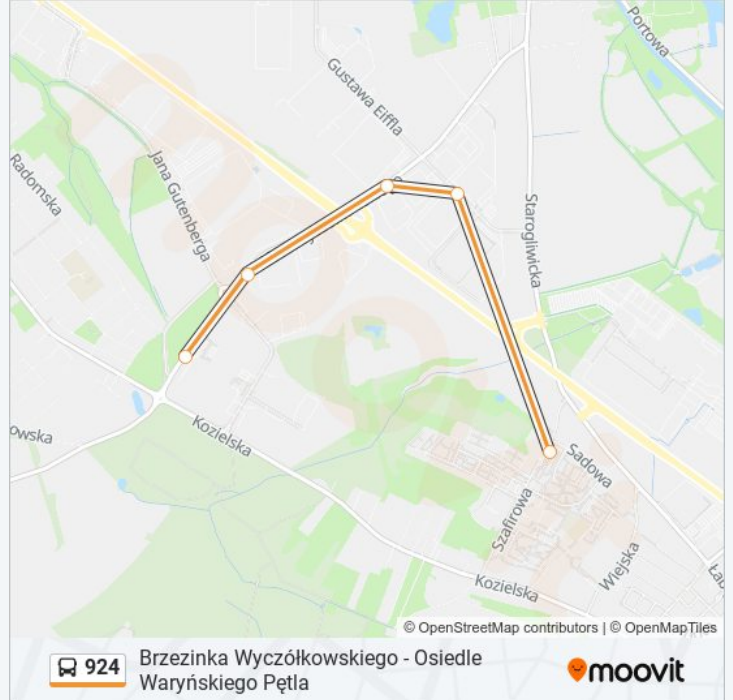 Portowa
Gustawa Eiffla
Jana Gutenberga
Radomska
Starogliwicka
owska
Kozielska
Sadowa
Szafirowa
Wiejska
Kozielska
Łab
© OpenStreetMap contributors | © OpenMapTiles
924
Brzezinka Wyczółkowskiego - Osiedle
Waryńskiego Pętla
moovit